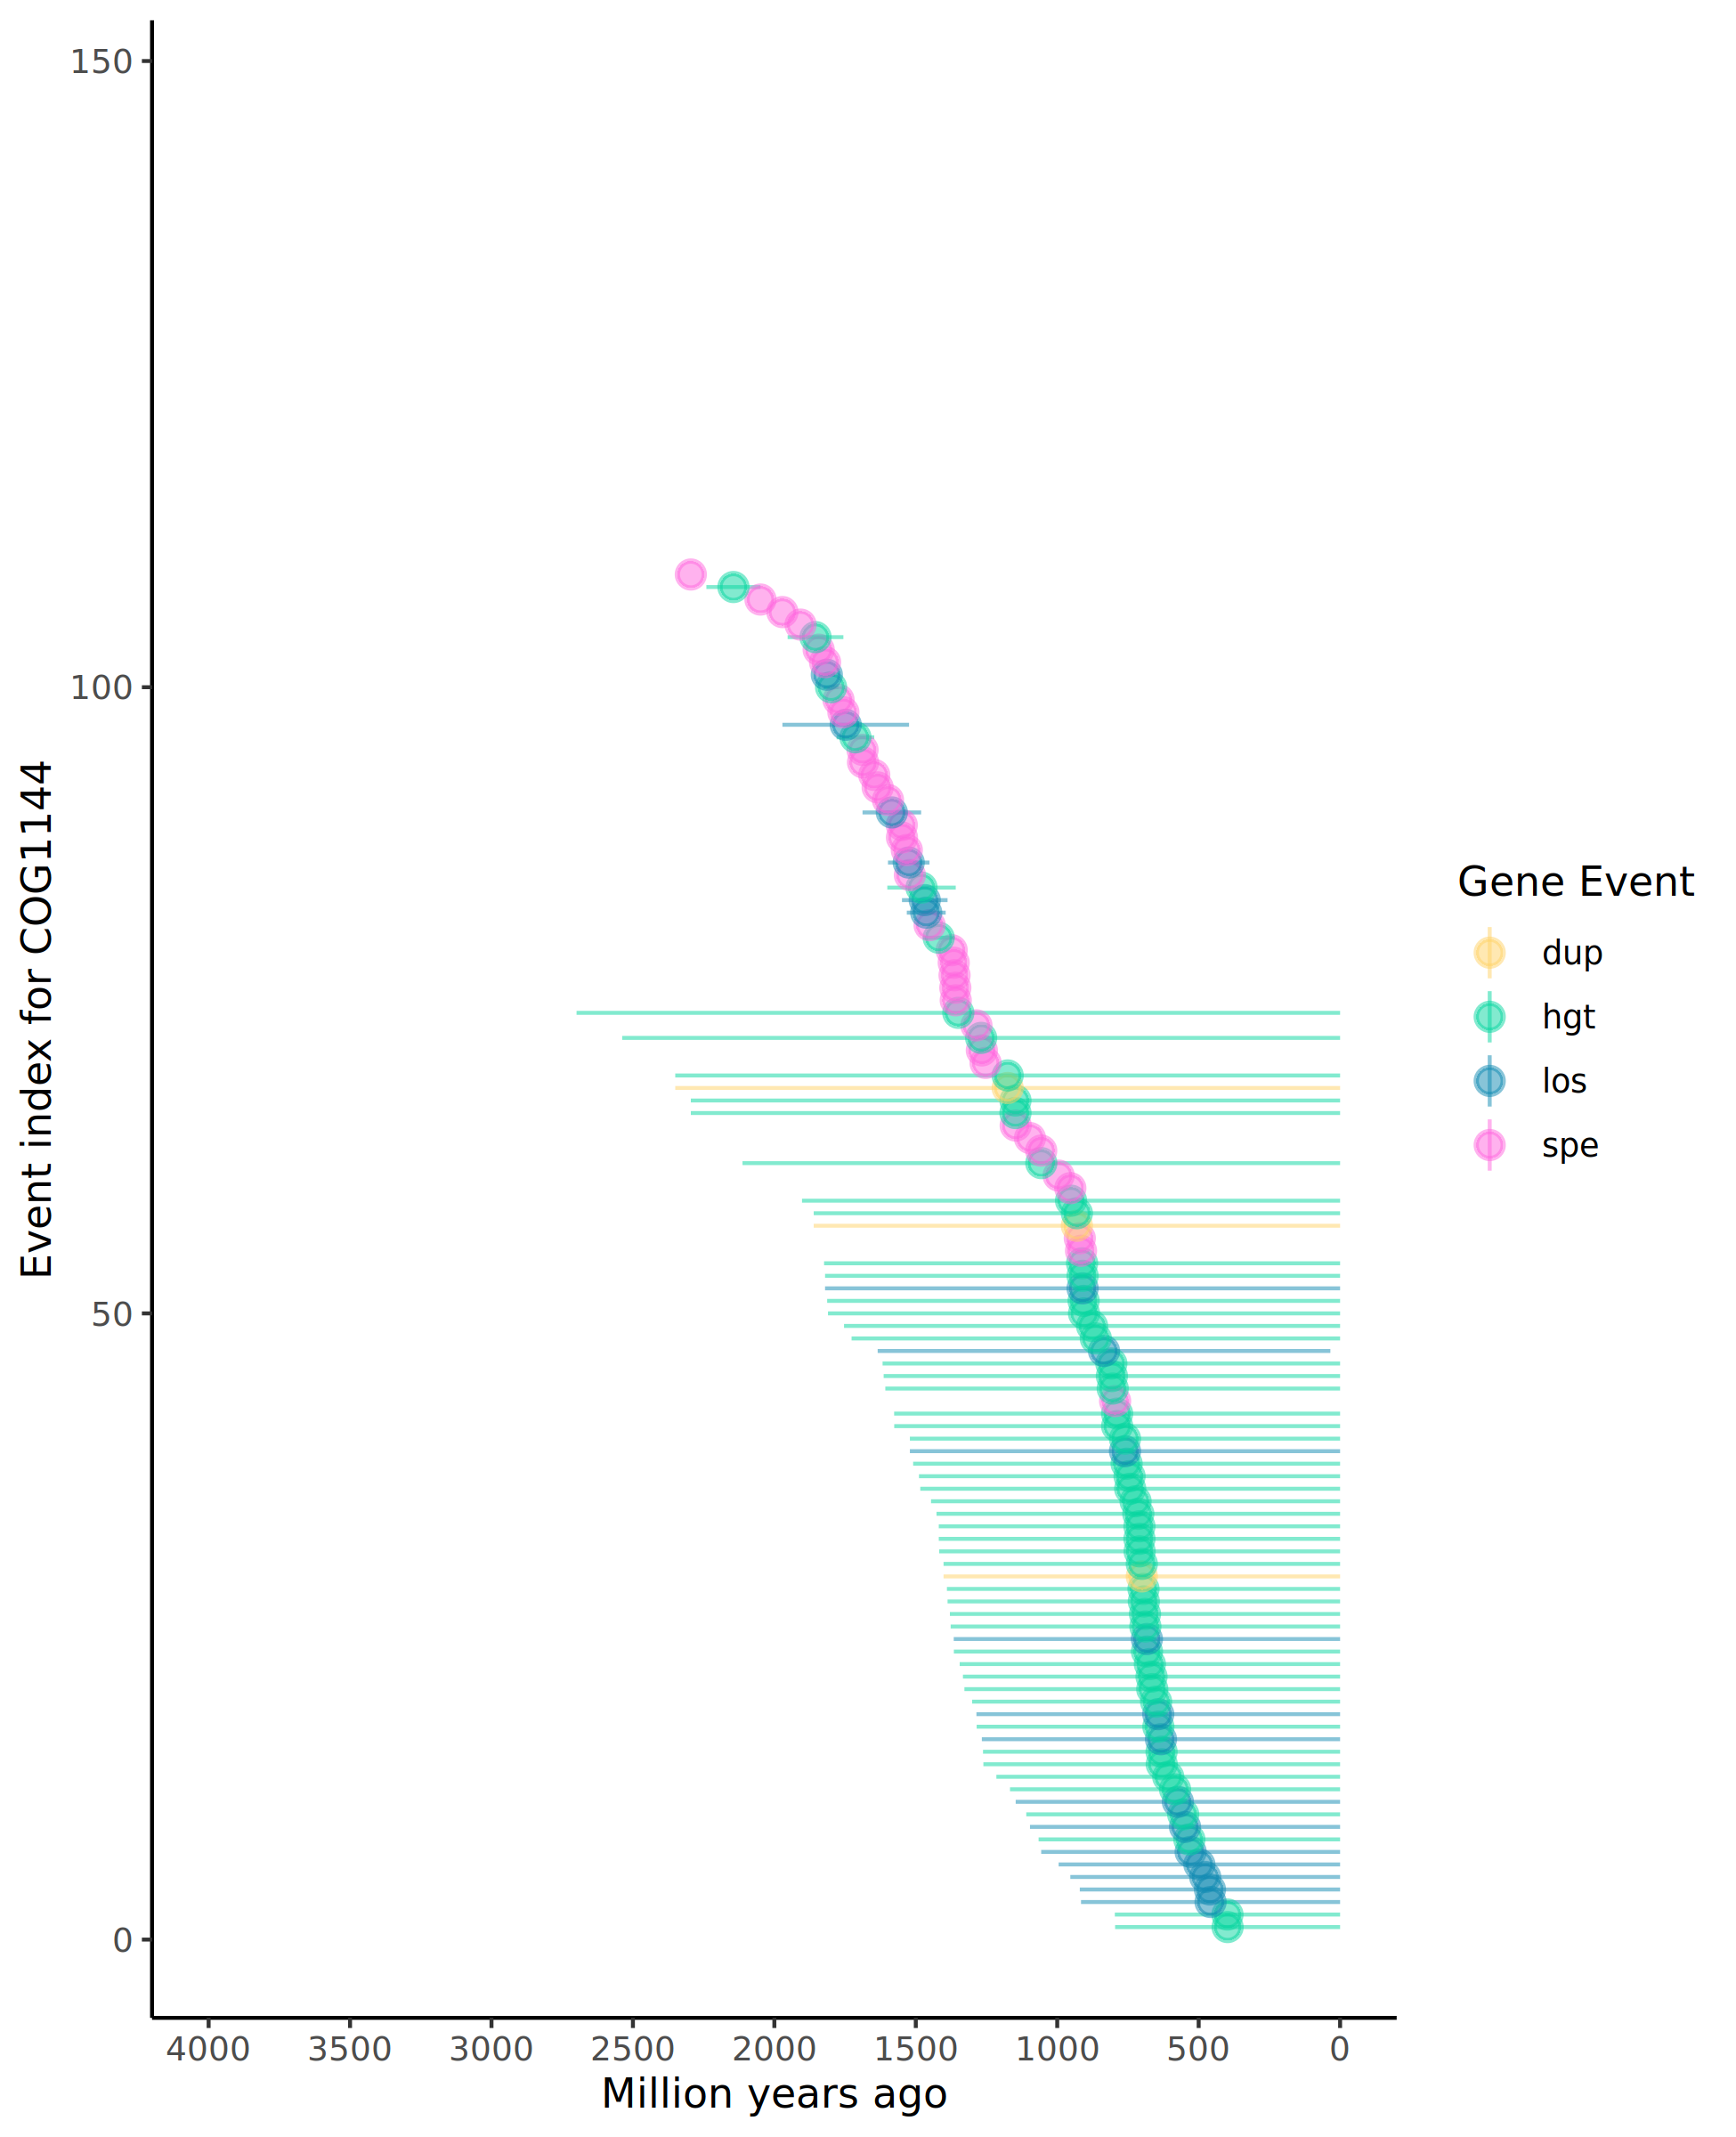 150
100
50
0
Event index for COG1144
4000 3500 3000 2500 2000 1500 1000 500 0
Million years ago
Gene Event
dup
hgt
los
spe